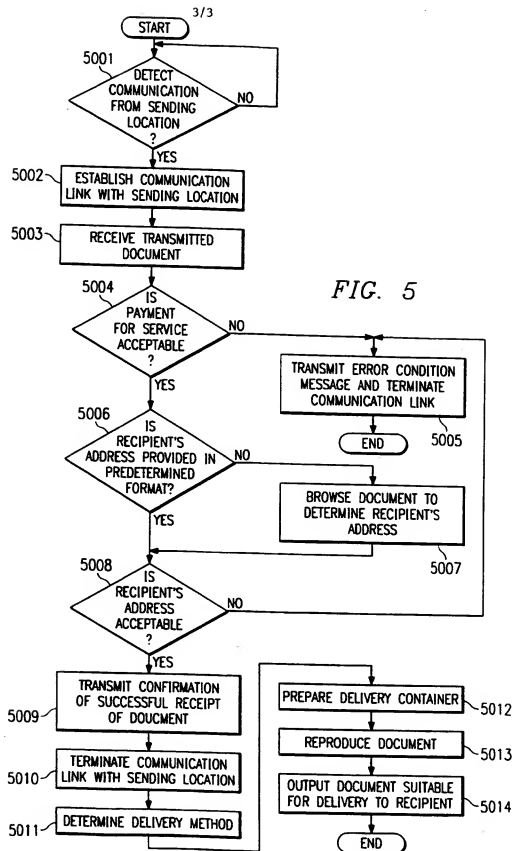 3/3
START
5001
DETECT
COMMUNICATION
FROM SENDING
LOCATION
?
NO
YES
5002
ESTABLISH COMMUNICATION
LINK WITH SENDING LOCATION
5003
RECEIVE TRANSMITTED
DOCUMENT
5004
IS
PAYMENT
FOR SERVICE
ACCEPTABLE
?
NO
YES
FIG. 5
TRANSMIT ERROR CONDITION
MESSAGE AND TERMINATE
COMMUNICATION LINK
5005
END
5006
IS
RECIPIENT'S
ADDRESS PROVIDED IN
PREDETERMINED
FORMAT?
NO
YES
BROWSE DOCUMENT TO
DETERMINE RECIPIENT'S
ADDRESS
5007
5008
IS
RECIPIENT'S
ADDRESS
ACCEPTABLE
?
NO
YES
5009
TRANSMIT CONFIRMATION
OF SUCCESSFUL RECEIPT
OF DOUCMENT
5010
TERMINATE COMMUNICATION
LINK WITH SENDING LOCATION
5011
DETERMINE DELIVERY METHOD
PREPARE DELIVERY CONTAINER
5012
REPRODUCE DOCUMENT
5013
OUTPUT DOCUMENT SUITABLE
FOR DELIVERY TO RECIPIENT
5014
END